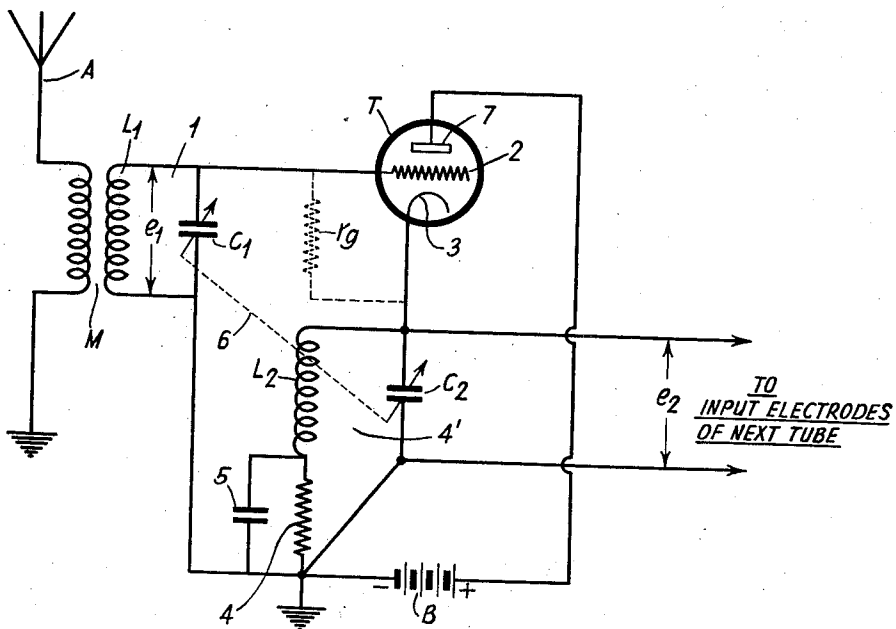 A
L1
1
T
7
2
e1
C1
rg
3
M
6
L2
C2
4'
e2
TO
INPUT ELECTRODES
OF NEXT TUBE
5
4
− B +